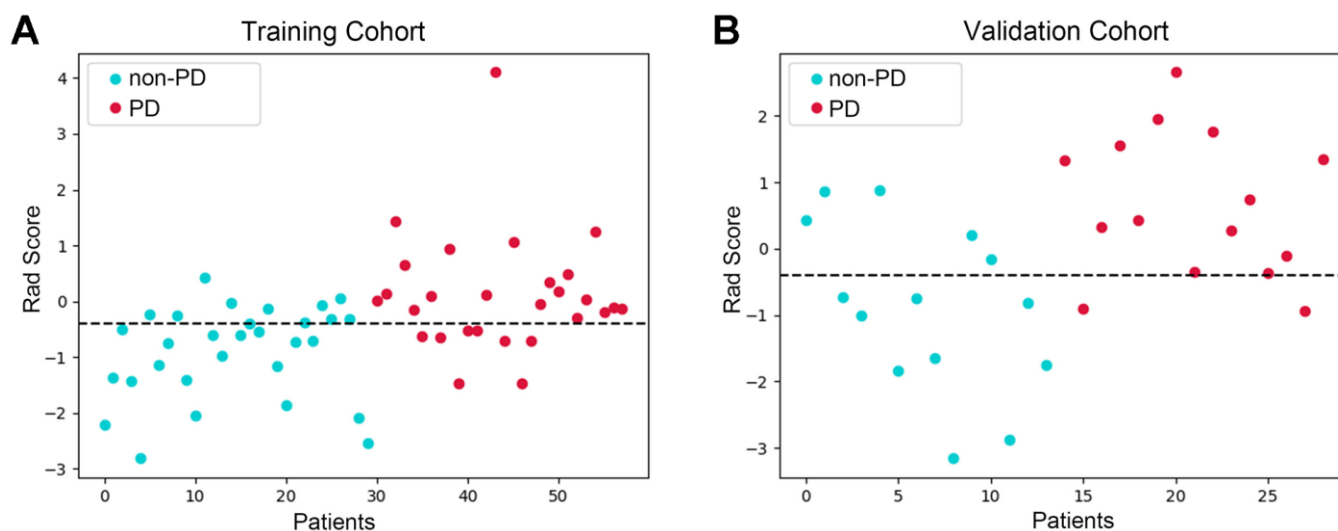 A
Training Cohort
non-PD
PD
4
3
2
1
0
−1
−2
−3
Rad Score
0 10 20 30 40 50
Patients
B
Validation Cohort
non-PD
PD
2
1
0
−1
−2
−3
Rad Score
0 5 10 15 20 25
Patients